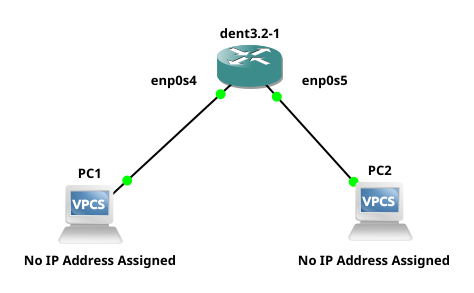 dent3.2-1
enp0s4
enp0s5
PC1
PC2
VPCS
VPCS
No IP Address Assigned
No IP Address Assigned